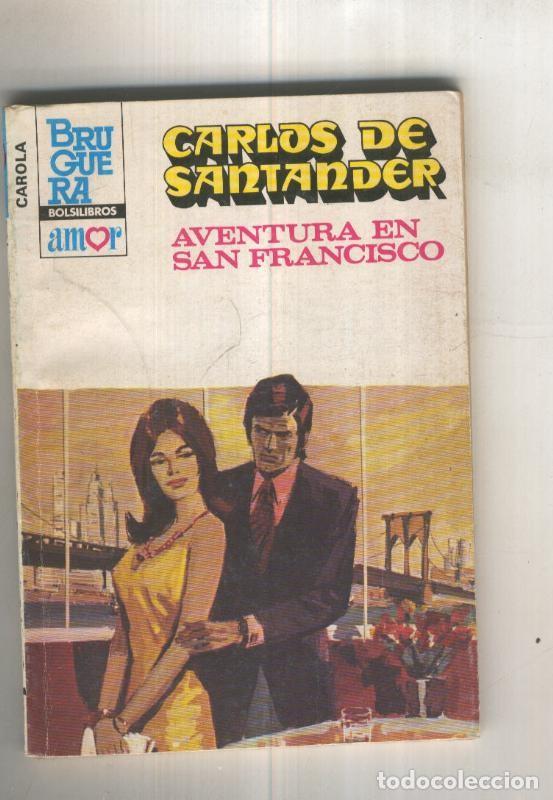 CAROLA
BRU
GUE
RA
BOLSILIBROS
amor
CARLOS DE
SANTANDER
AVENTURA EN
SAN FRANCISCO
todocoleccion